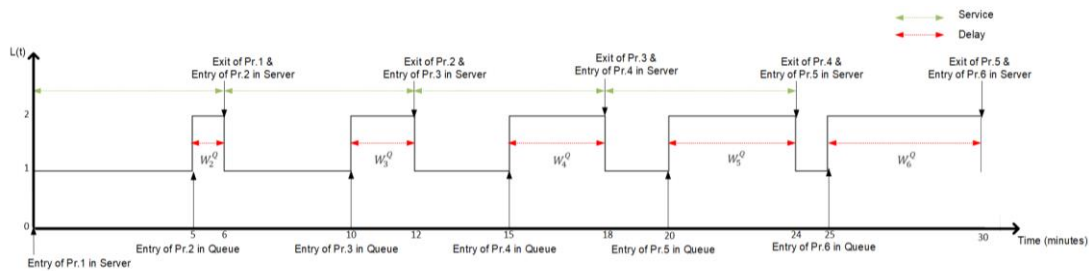 Service
Delay
L(t)
Exit of Pr.1 &
Entry of Pr.2 in Server
Exit of Pr.2 &
Entry of Pr.3 in Server
Exit of Pr.3 &
Entry of Pr.4 in Server
Exit of Pr.4 &
Entry of Pr.5 in Server
Exit of Pr.5 &
Entry of Pr.6 in Server
2
W₂^Q
W₃^Q
W₄^Q
W₅^Q
W₆^Q
1
0
5 6 10 12 15 18 20 24 25 30
Time (minutes)
Entry of Pr.2 in Queue
Entry of Pr.3 in Queue
Entry of Pr.4 in Queue
Entry of Pr.5 in Queue
Entry of Pr.6 in Queue
Entry of Pr.1 in Server